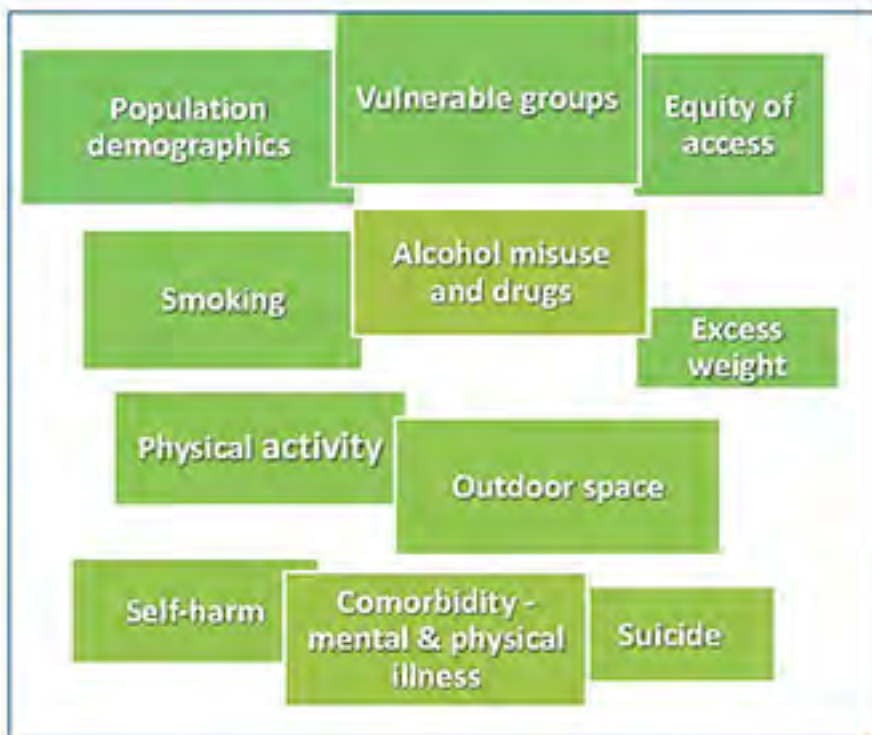 Population
demographics
Vulnerable groups
Equity of
access
Smoking
Alcohol misuse
and drugs
Excess
weight
Physical activity
Outdoor space
Self-harm
Comorbidity -
mental & physical
illness
Suicide